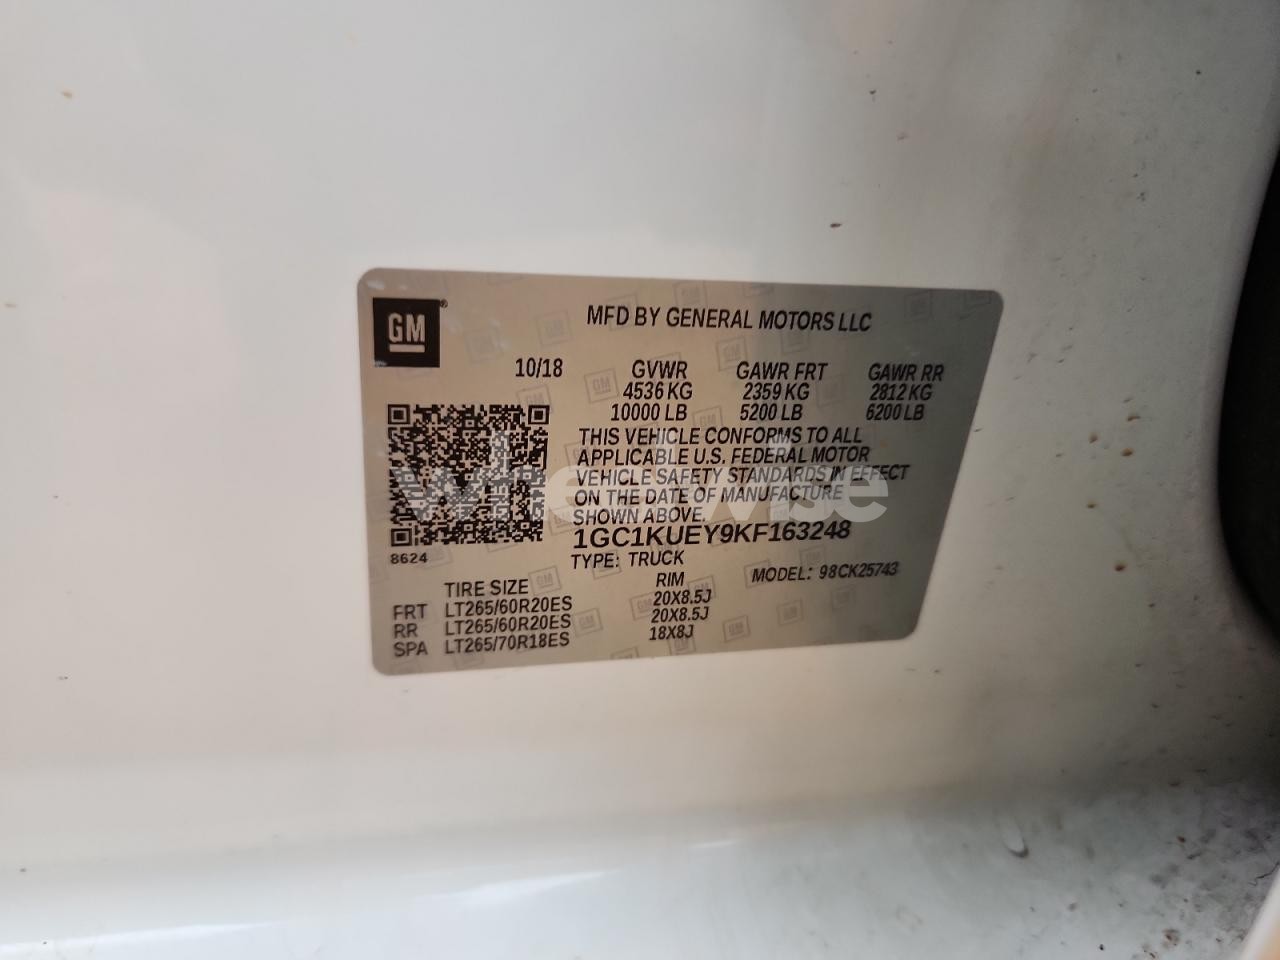 GM®
MFD BY GENERAL MOTORS LLC
10/18 GVWR GAWR FRT GAWR RR
4536 KG 2359 KG 2812 KG
10000 LB 5200 LB 6200 LB
THIS VEHICLE CONFORMS TO ALL
APPLICABLE U.S. FEDERAL MOTOR
VEHICLE SAFETY STANDARDS IN EFFECT
ON THE DATE OF MANUFACTURE
SHOWN ABOVE.
wheelwise
1GC1KUEY9KF163248
8624
TYPE: TRUCK MODEL: 98CK25743
TIRE SIZE RIM
FRT LT265/60R20ES 20X8.5J
RR LT265/60R20ES 20X8.5J
SPA LT265/70R18ES 18X8J